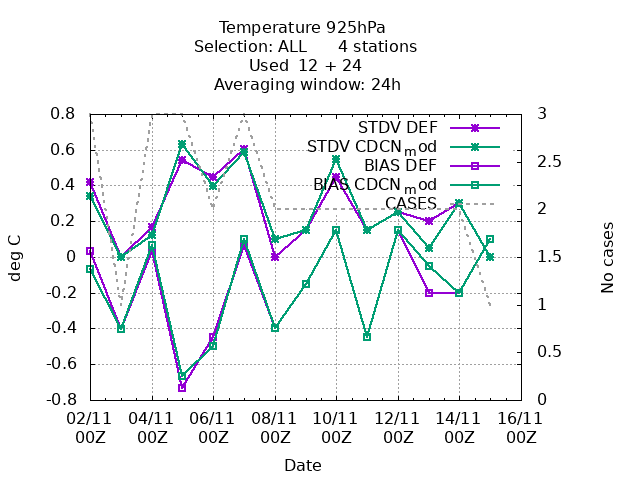 Temperature 925hPa
Selection: ALL 4 stations
Used 12 + 24
Averaging window: 24h
0.8
0.6
0.4
0.2
0
-0.2
-0.4
-0.6
-0.8
deg C
STDV DEF
STDV CDCN_mod
BIAS DEF
BIAS CDCN_mod
CASES
3
2.5
2
1.5
1
0.5
0
No cases
02/11 04/11 06/11 08/11 10/11 12/11 14/11 16/11
00Z 00Z 00Z 00Z 00Z 00Z 00Z 00Z
Date